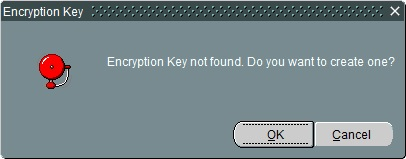 Encryption Key
Encryption Key not found. Do you want to create one?
OK
Cancel